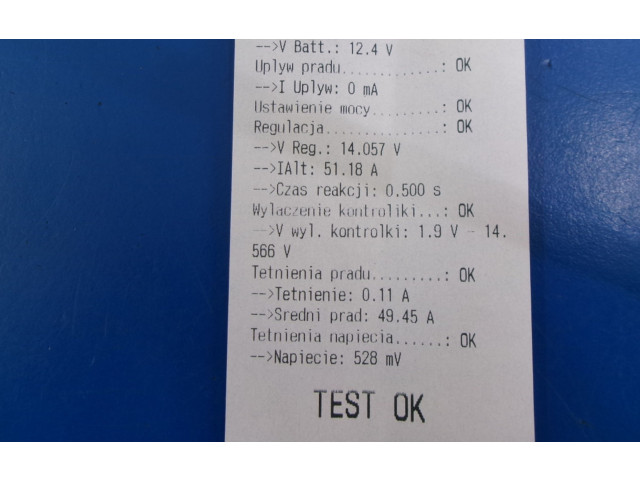 -->V Batt.: 12.4 V
Uplyw pradu.............: OK
-->I Uplyw: 0 mA
Ustawienie mocy.........: OK
Regulacja...............: OK
-->V Reg.: 14.057 V
-->IAlt: 51.18 A
-->Czas reakcji: 0,500 s
Wylaczenie kontrolki...: OK
-->V wyl. kontrolki: 1.9 V - 14.
566 V
Tetnienia pradu.........: OK
-->Tetnienie: 0.11 A
-->Sredni prad: 49.45 A
Tetnienia napiecia......: OK
-->Napiecie: 528 mV
TEST OK